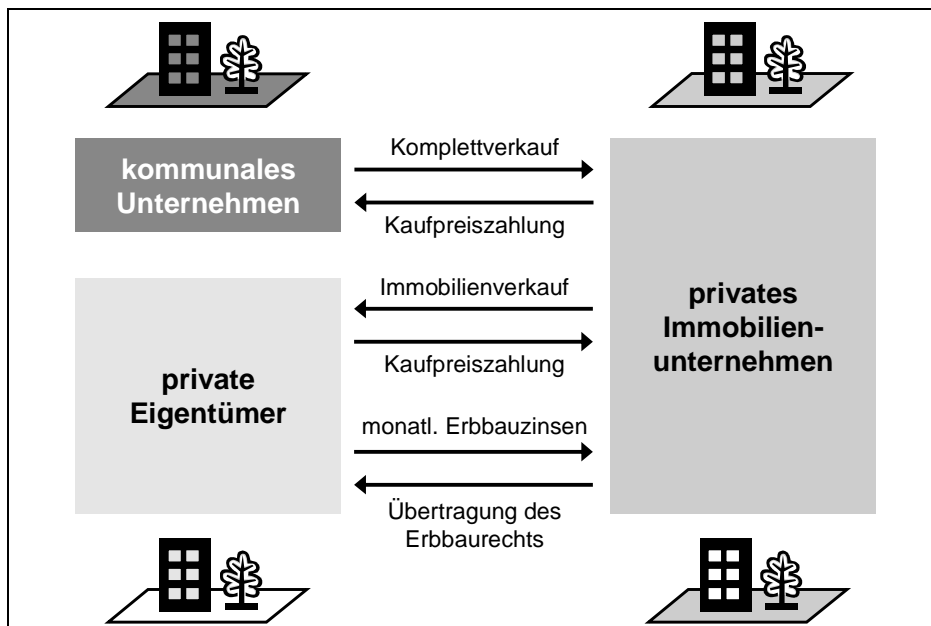 kommunales
Unternehmen
Komplettverkauf
Kaufpreiszahlung
privates
Immobilien-
unternehmen
private
Eigentümer
Immobilienverkauf
Kaufpreiszahlung
monatl. Erbbauzinsen
Übertragung des
Erbbaurechts